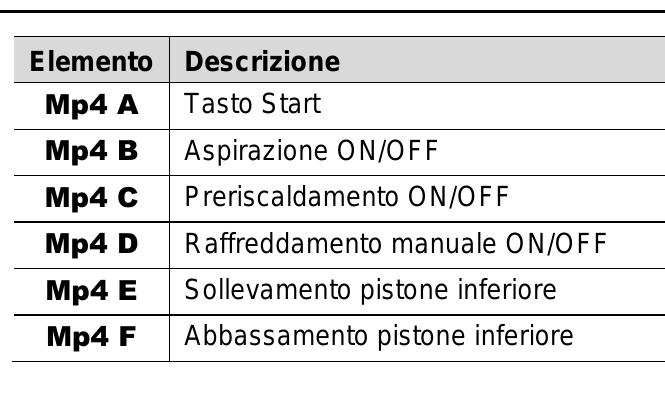 Elemento Descrizione
Mp4 A Tasto Start
Mp4 B Aspirazione ON/OFF
Mp4 C Preriscaldamento ON/OFF
Mp4 D Raffreddamento manuale ON/OFF
Mp4 E Sollevamento pistone inferiore
Mp4 F Abbassamento pistone inferiore